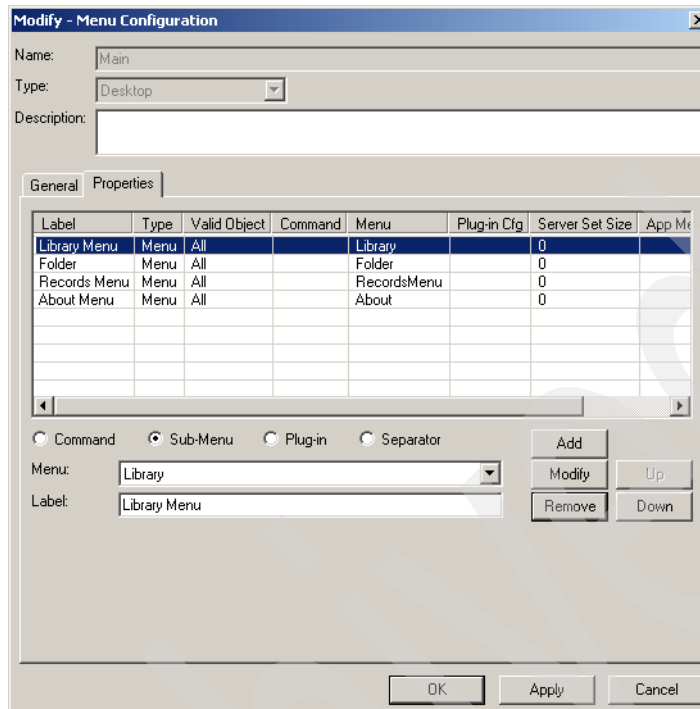 Modify - Menu Configuration
Name: Main
Type: Desktop
Description:
General Properties
Label Type Valid Object Command Menu Plug-in Cfg Server Set Size App Me
Library Menu Menu All Library 0
Folder Menu All Folder 0
Records Menu Menu All RecordsMenu 0
About Menu Menu All About 0
Command Sub-Menu Plug-in Separator Add
Menu: Library Modify Up
Label: Library Menu Remove Down
OK Apply Cancel